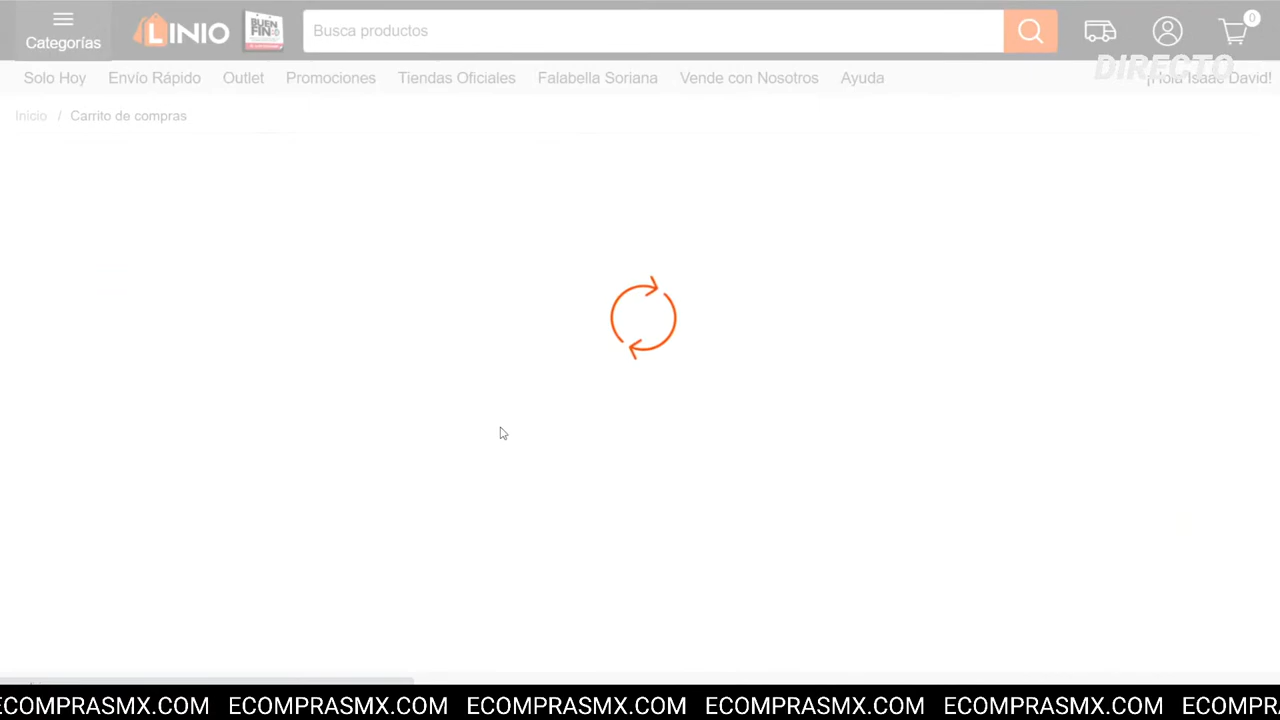 Categorías
LINIO
BUEN FIN
Busca productos
0
Solo Hoy
Envío Rápido
Outlet
Promociones
Tiendas Oficiales
Falabella Soriana
Vende con Nosotros
Ayuda
¡Hola Isaac David!
DIRECTO
Inicio / Carrito de compras
ECOMPRASMX.COM ECOMPRASMX.COM ECOMPRASMX.COM ECOMPRASMX.COM ECOMPRASMX.COM ECOMPR